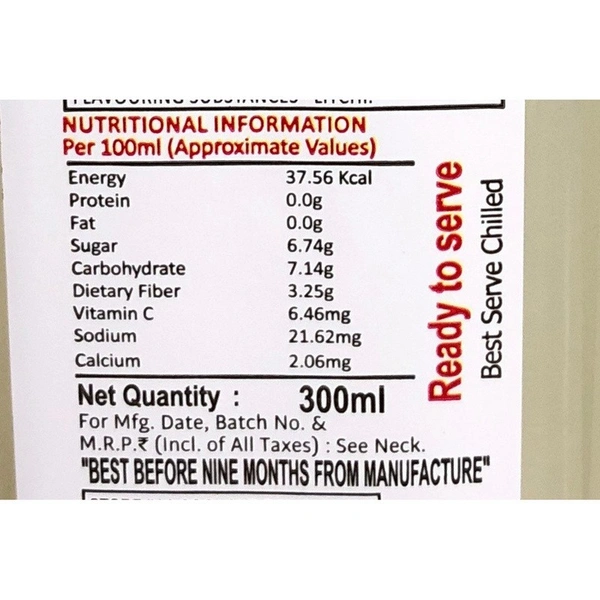 FLAVOURING SUBSTANCES - LITCHI.
NUTRITIONAL INFORMATION
Per 100ml (Approximate Values)
Energy 37.56 Kcal
Protein 0.0g
Fat 0.0g
Sugar 6.74g
Carbohydrate 7.14g
Dietary Fiber 3.25g
Vitamin C 6.46mg
Sodium 21.62mg
Calcium 2.06mg
Net Quantity : 300ml
For Mfg. Date, Batch No. &
M.R.P.₹ (Incl. of All Taxes) : See Neck.
"BEST BEFORE NINE MONTHS FROM MANUFACTURE"
Ready to serve
Best Serve Chilled